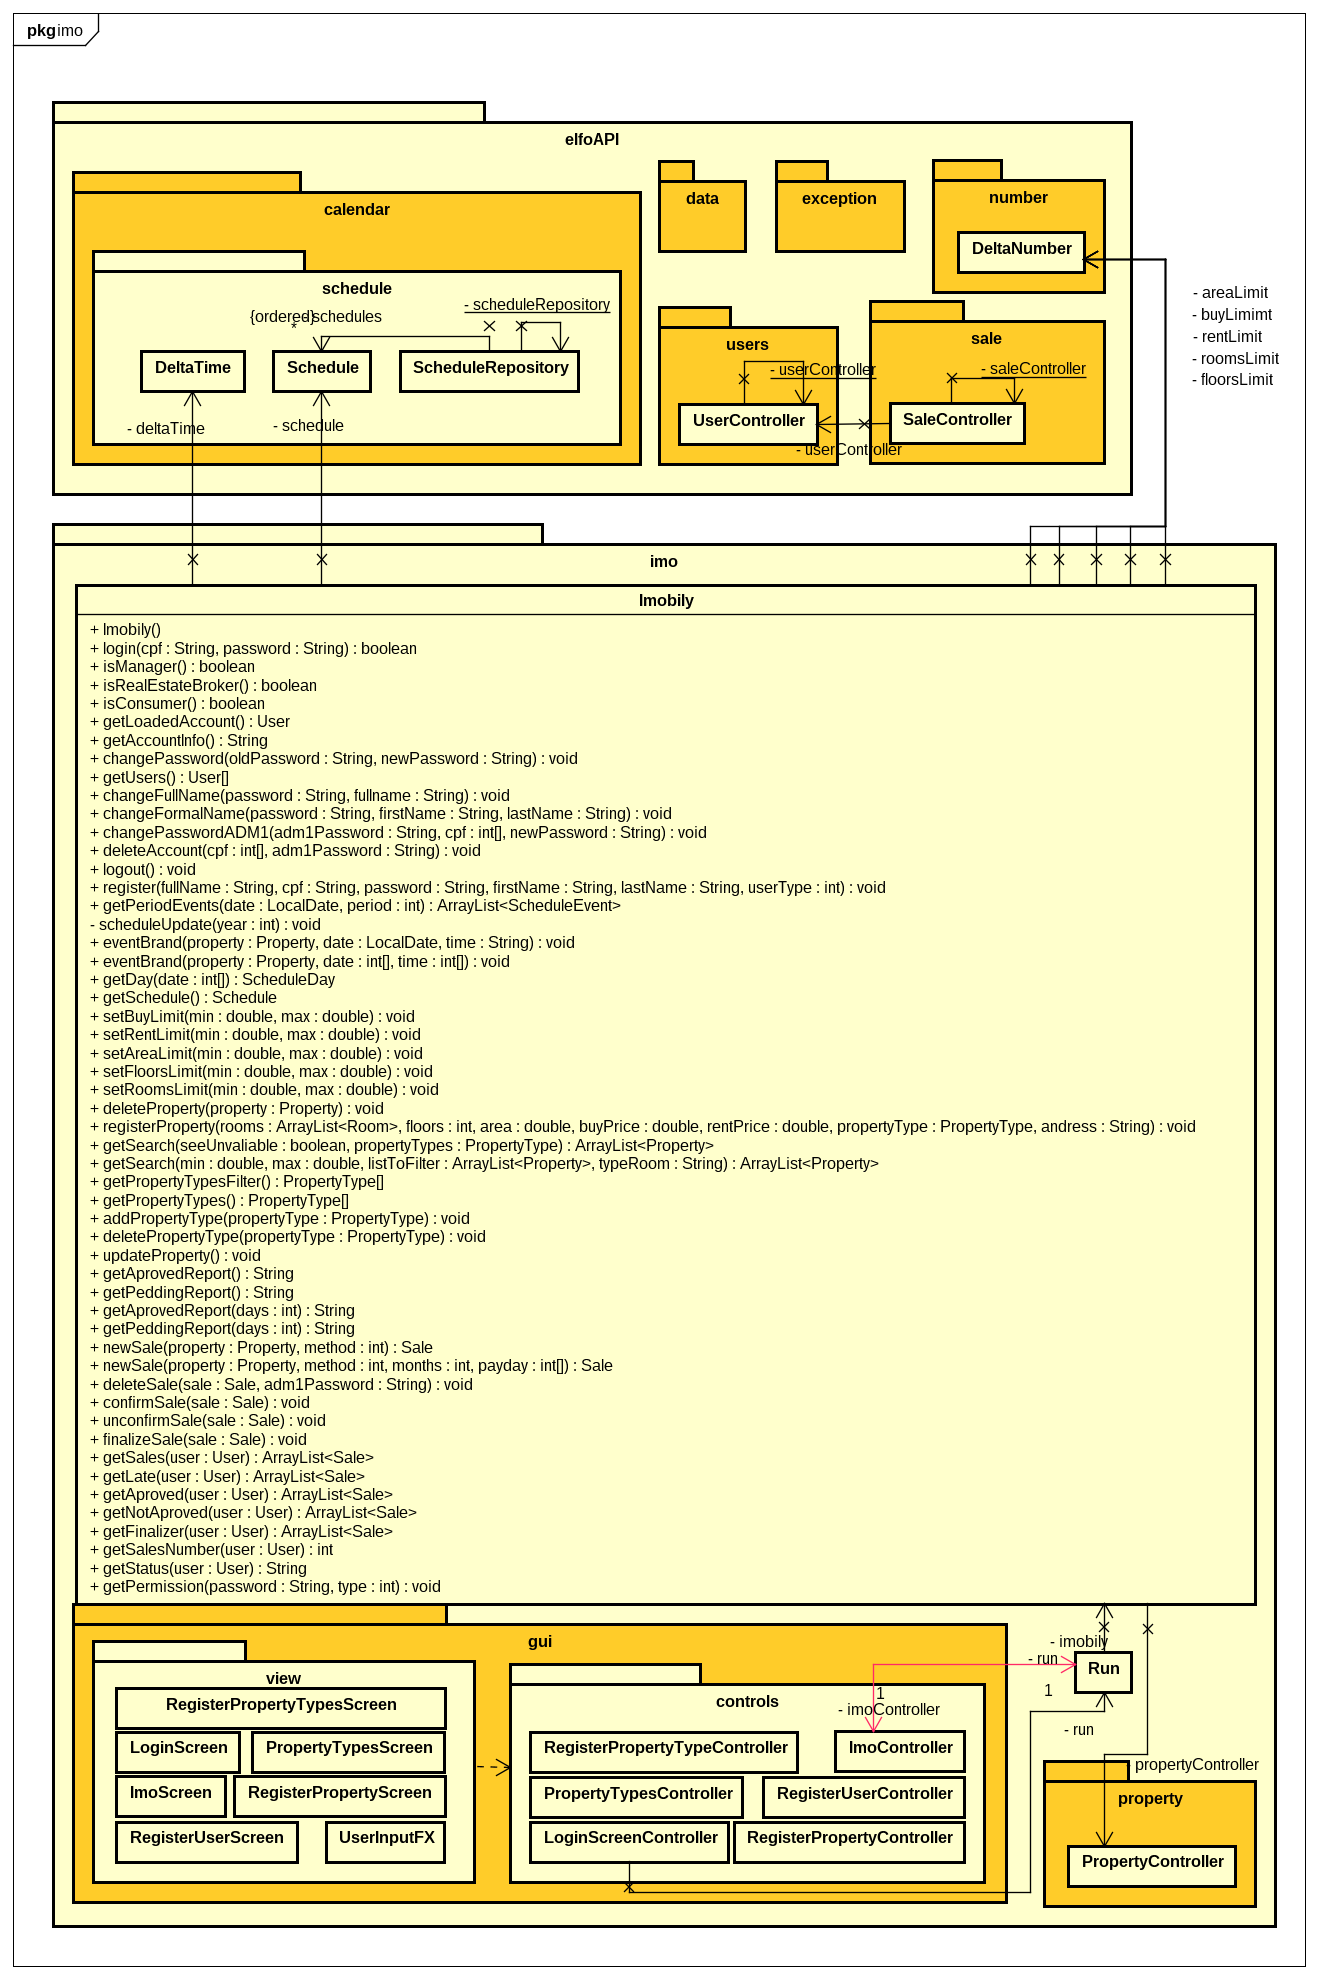 pkg imo
elfoAPI
calendar
data
exception
number
DeltaNumber
schedule
- scheduleRepository
{ordered}
- schedules
*
DeltaTime
Schedule
ScheduleRepository
- deltaTime
- schedule
users
- userController
UserController
sale
- saleController
SaleController
- userController
- areaLimit
- buyLimimt
- rentLimit
- roomsLimit
- floorsLimit
imo
Imobily
+ Imobily()
+ login(cpf : String, password : String) : boolean
+ isManager() : boolean
+ isRealEstateBroker() : boolean
+ isConsumer() : boolean
+ getLoadedAccount() : User
+ getAccountInfo() : String
+ changePassword(oldPassword : String, newPassword : String) : void
+ getUsers() : User[]
+ changeFullName(password : String, fullname : String) : void
+ changeFormalName(password : String, firstName : String, lastName : String) : void
+ changePasswordADM1(adm1Password : String, cpf : int[], newPassword : String) : void
+ deleteAccount(cpf : int[], adm1Password : String) : void
+ logout() : void
+ register(fullName : String, cpf : String, password : String, firstName : String, lastName : String, userType : int) : void
+ getPeriodEvents(date : LocalDate, period : int) : ArrayList<ScheduleEvent>
- scheduleUpdate(year : int) : void
+ eventBrand(property : Property, date : LocalDate, time : String) : void
+ eventBrand(property : Property, date : int[], time : int[]) : void
+ getDay(date : int[]) : ScheduleDay
+ getSchedule() : Schedule
+ setBuyLimit(min : double, max : double) : void
+ setRentLimit(min : double, max : double) : void
+ setAreaLimit(min : double, max : double) : void
+ setFloorsLimit(min : double, max : double) : void
+ setRoomsLimit(min : double, max : double) : void
+ deleteProperty(property : Property) : void
+ registerProperty(rooms : ArrayList<Room>, floors : int, area : double, buyPrice : double, rentPrice : double, propertyType : PropertyType, andress : String) : void
+ getSearch(seeUnvaliable : boolean, propertyTypes : PropertyType) : ArrayList<Property>
+ getSearch(min : double, max : double, listToFilter : ArrayList<Property>, typeRoom : String) : ArrayList<Property>
+ getPropertyTypesFilter() : PropertyType[]
+ getPropertyTypes() : PropertyType[]
+ addPropertyType(propertyType : PropertyType) : void
+ deletePropertyType(propertyType : PropertyType) : void
+ updateProperty() : void
+ getAprovedReport() : String
+ getPeddingReport() : String
+ getAprovedReport(days : int) : String
+ getPeddingReport(days : int) : String
+ newSale(property : Property, method : int) : Sale
+ newSale(property : Property, method : int, months : int, payday : int[]) : Sale
+ deleteSale(sale : Sale, adm1Password : String) : void
+ confirmSale(sale : Sale) : void
+ unconfirmSale(sale : Sale) : void
+ finalizeSale(sale : Sale) : void
+ getSales(user : User) : ArrayList<Sale>
+ getLate(user : User) : ArrayList<Sale>
+ getAproved(user : User) : ArrayList<Sale>
+ getNotAproved(user : User) : ArrayList<Sale>
+ getFinalizer(user : User) : ArrayList<Sale>
+ getSalesNumber(user : User) : int
+ getStatus(user : User) : String
+ getPermission(password : String, type : int) : void
gui
view
RegisterPropertyTypesScreen
LoginScreen
PropertyTypesScreen
ImoScreen
RegisterPropertyScreen
RegisterUserScreen
UserInputFX
controls
1
- imoController
RegisterPropertyTypeController
ImoController
PropertyTypesController
RegisterUserController
LoginScreenController
RegisterPropertyController
- imobily
- run
Run
1
- run
- propertyController
property
PropertyController